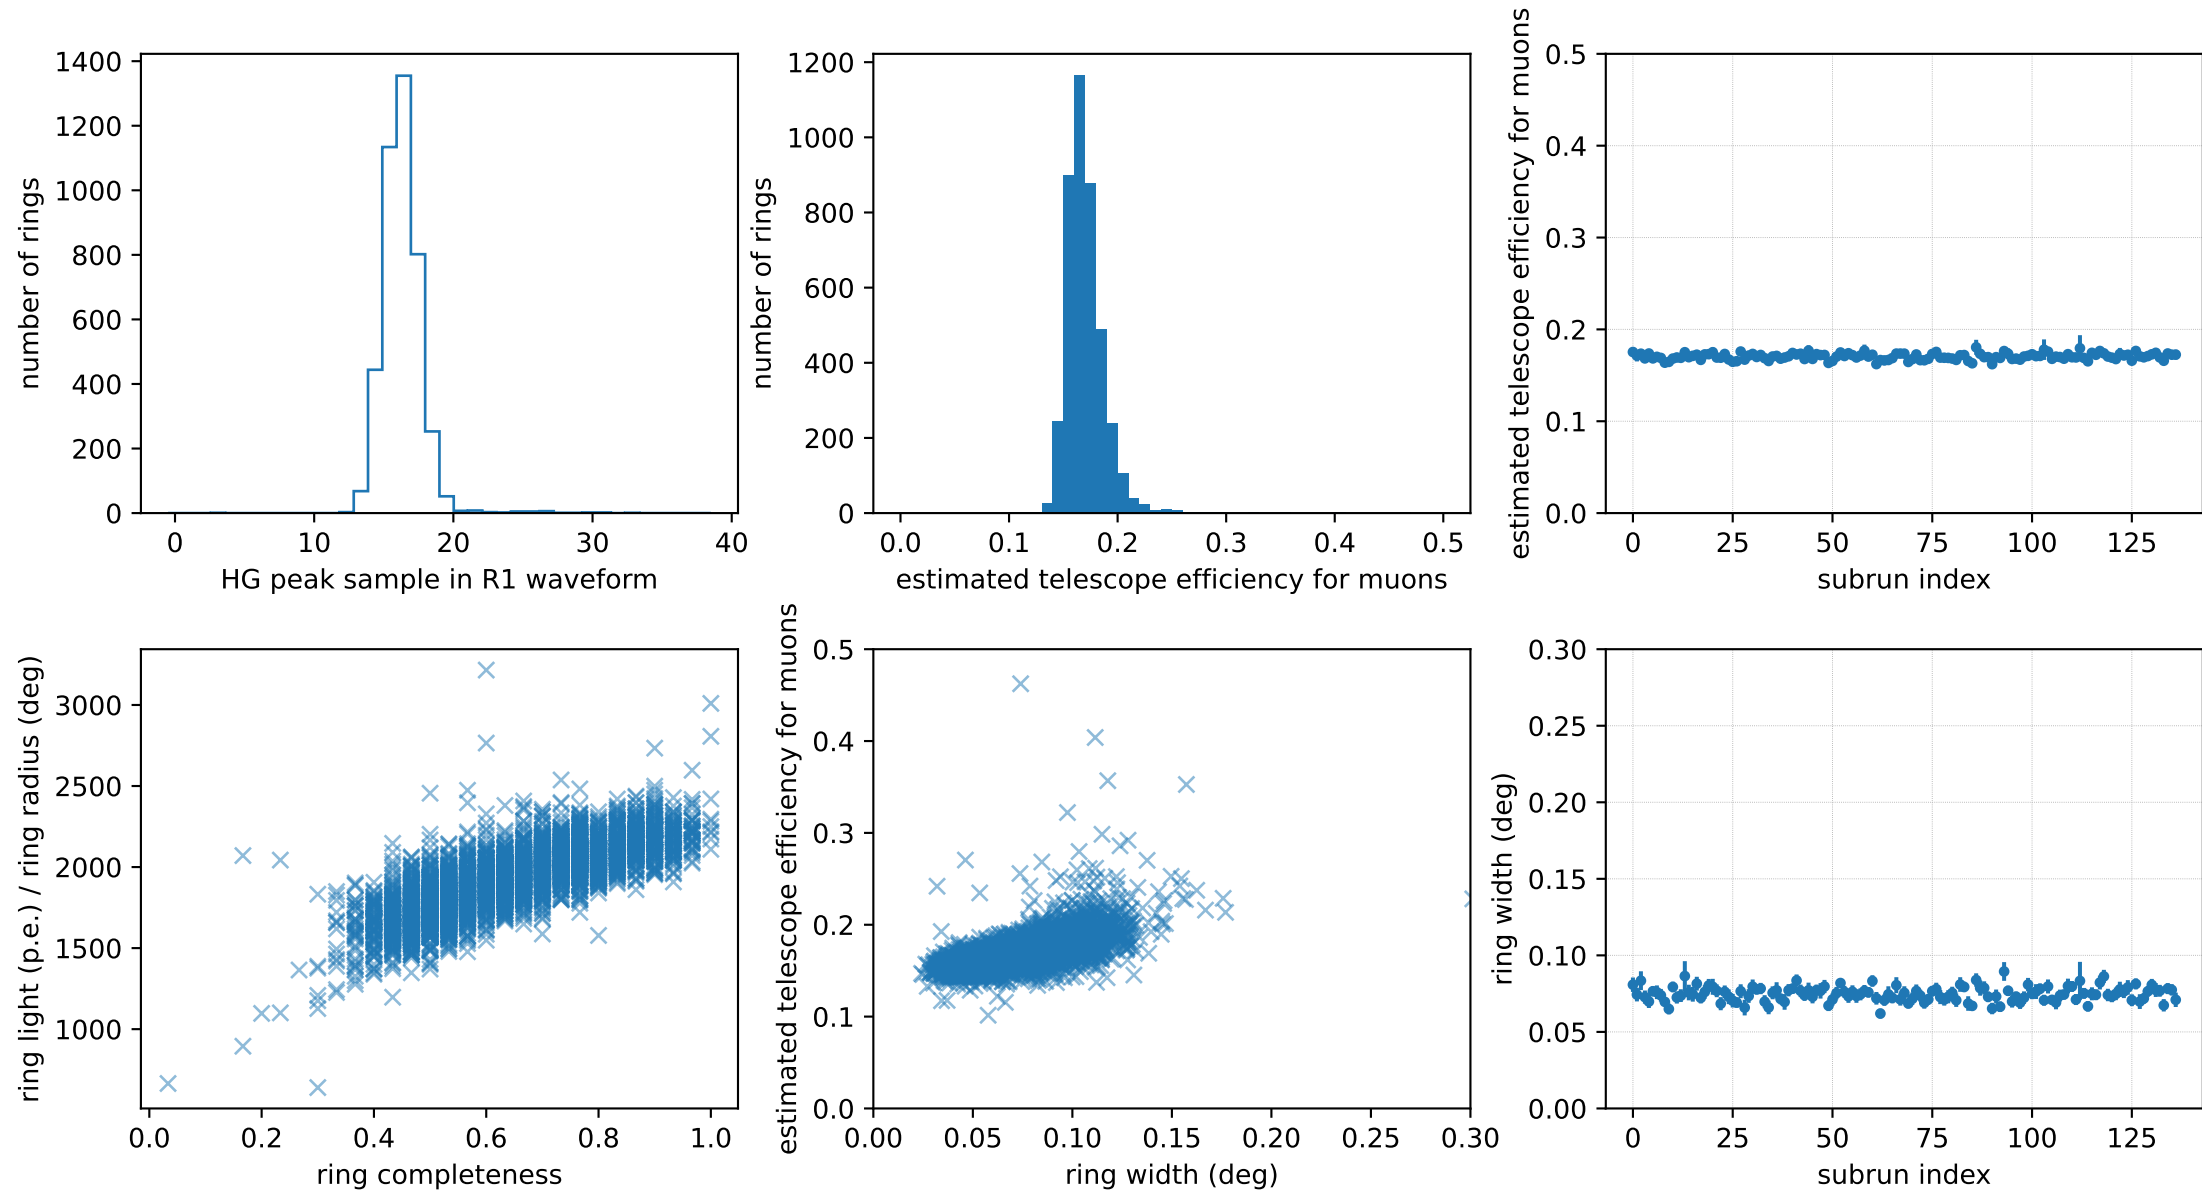 1400
1200
1000
800
600
400
200
0
number of rings
0 10 20 30 40
HG peak sample in R1 waveform
1200
1000
800
600
400
200
0
number of rings
0.0 0.1 0.2 0.3 0.4 0.5
estimated telescope efficiency for muons
0.5
0.4
0.3
0.2
0.1
0.0
estimated telescope efficiency for muons
0 25 50 75 100 125
subrun index
3000
2500
2000
1500
1000
ring light (p.e.) / ring radius (deg)
0.0 0.2 0.4 0.6 0.8 1.0
ring completeness
0.5
0.4
0.3
0.2
0.1
0.0
estimated telescope efficiency for muons
0.00 0.05 0.10 0.15 0.20 0.25 0.30
ring width (deg)
0.30
0.25
0.20
0.15
0.10
0.05
0.00
ring width (deg)
0 25 50 75 100 125
subrun index